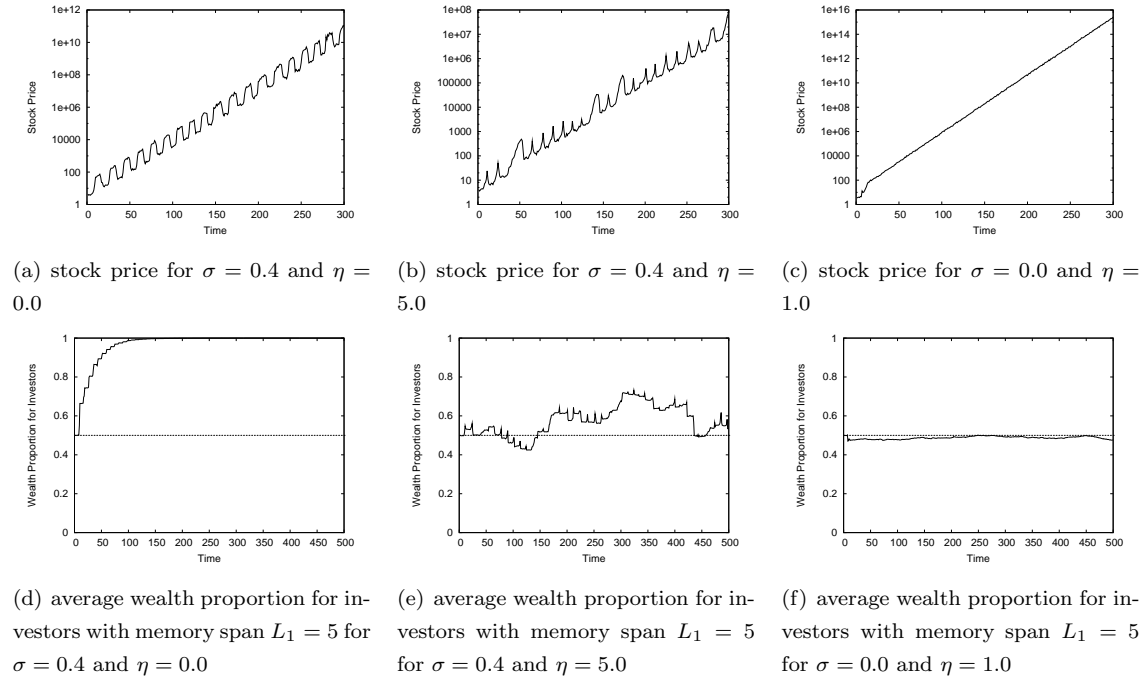 1e+12
1e+10
1e+08
1e+06
10000
100
1
Stock Price
0 50 100 150 200 250 300
Time
1e+08
1e+07
1e+06
100000
10000
1000
100
10
1
Stock Price
0 50 100 150 200 250 300
Time
1e+16
1e+14
1e+12
1e+10
1e+08
1e+06
10000
100
1
Stock Price
0 50 100 150 200 250 300
Time
(a) stock price for σ = 0.4 and η =
0.0
(b) stock price for σ = 0.4 and η =
5.0
(c) stock price for σ = 0.0 and η =
1.0
1
0.8
0.6
0.4
0.2
0
Wealth Proportion for Investors
0 50 100 150 200 250 300 350 400 450 500
Time
1
0.8
0.6
0.4
0.2
0
Wealth Proportion for Investors
0 50 100 150 200 250 300 350 400 450 500
Time
1
0.8
0.6
0.4
0.2
0
Wealth Proportion for Investors
0 50 100 150 200 250 300 350 400 450 500
Time
(d) average wealth proportion for in-
vestors with memory span L₁ = 5 for
σ = 0.4 and η = 0.0
(e) average wealth proportion for in-
vestors with memory span L₁ = 5
for σ = 0.4 and η = 5.0
(f) average wealth proportion for in-
vestors with memory span L₁ = 5
for σ = 0.0 and η = 1.0